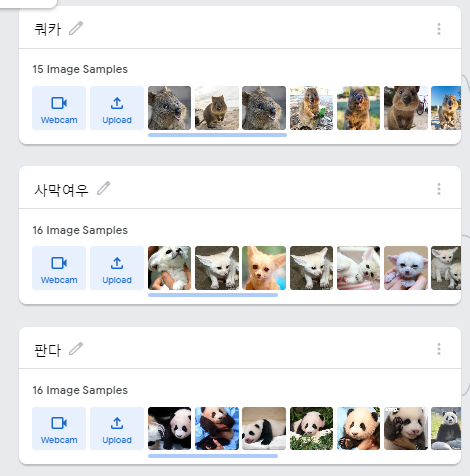 쿼카
15 Image Samples
Webcam
Upload
사막여우
16 Image Samples
Webcam
Upload
판다
16 Image Samples
Webcam
Upload